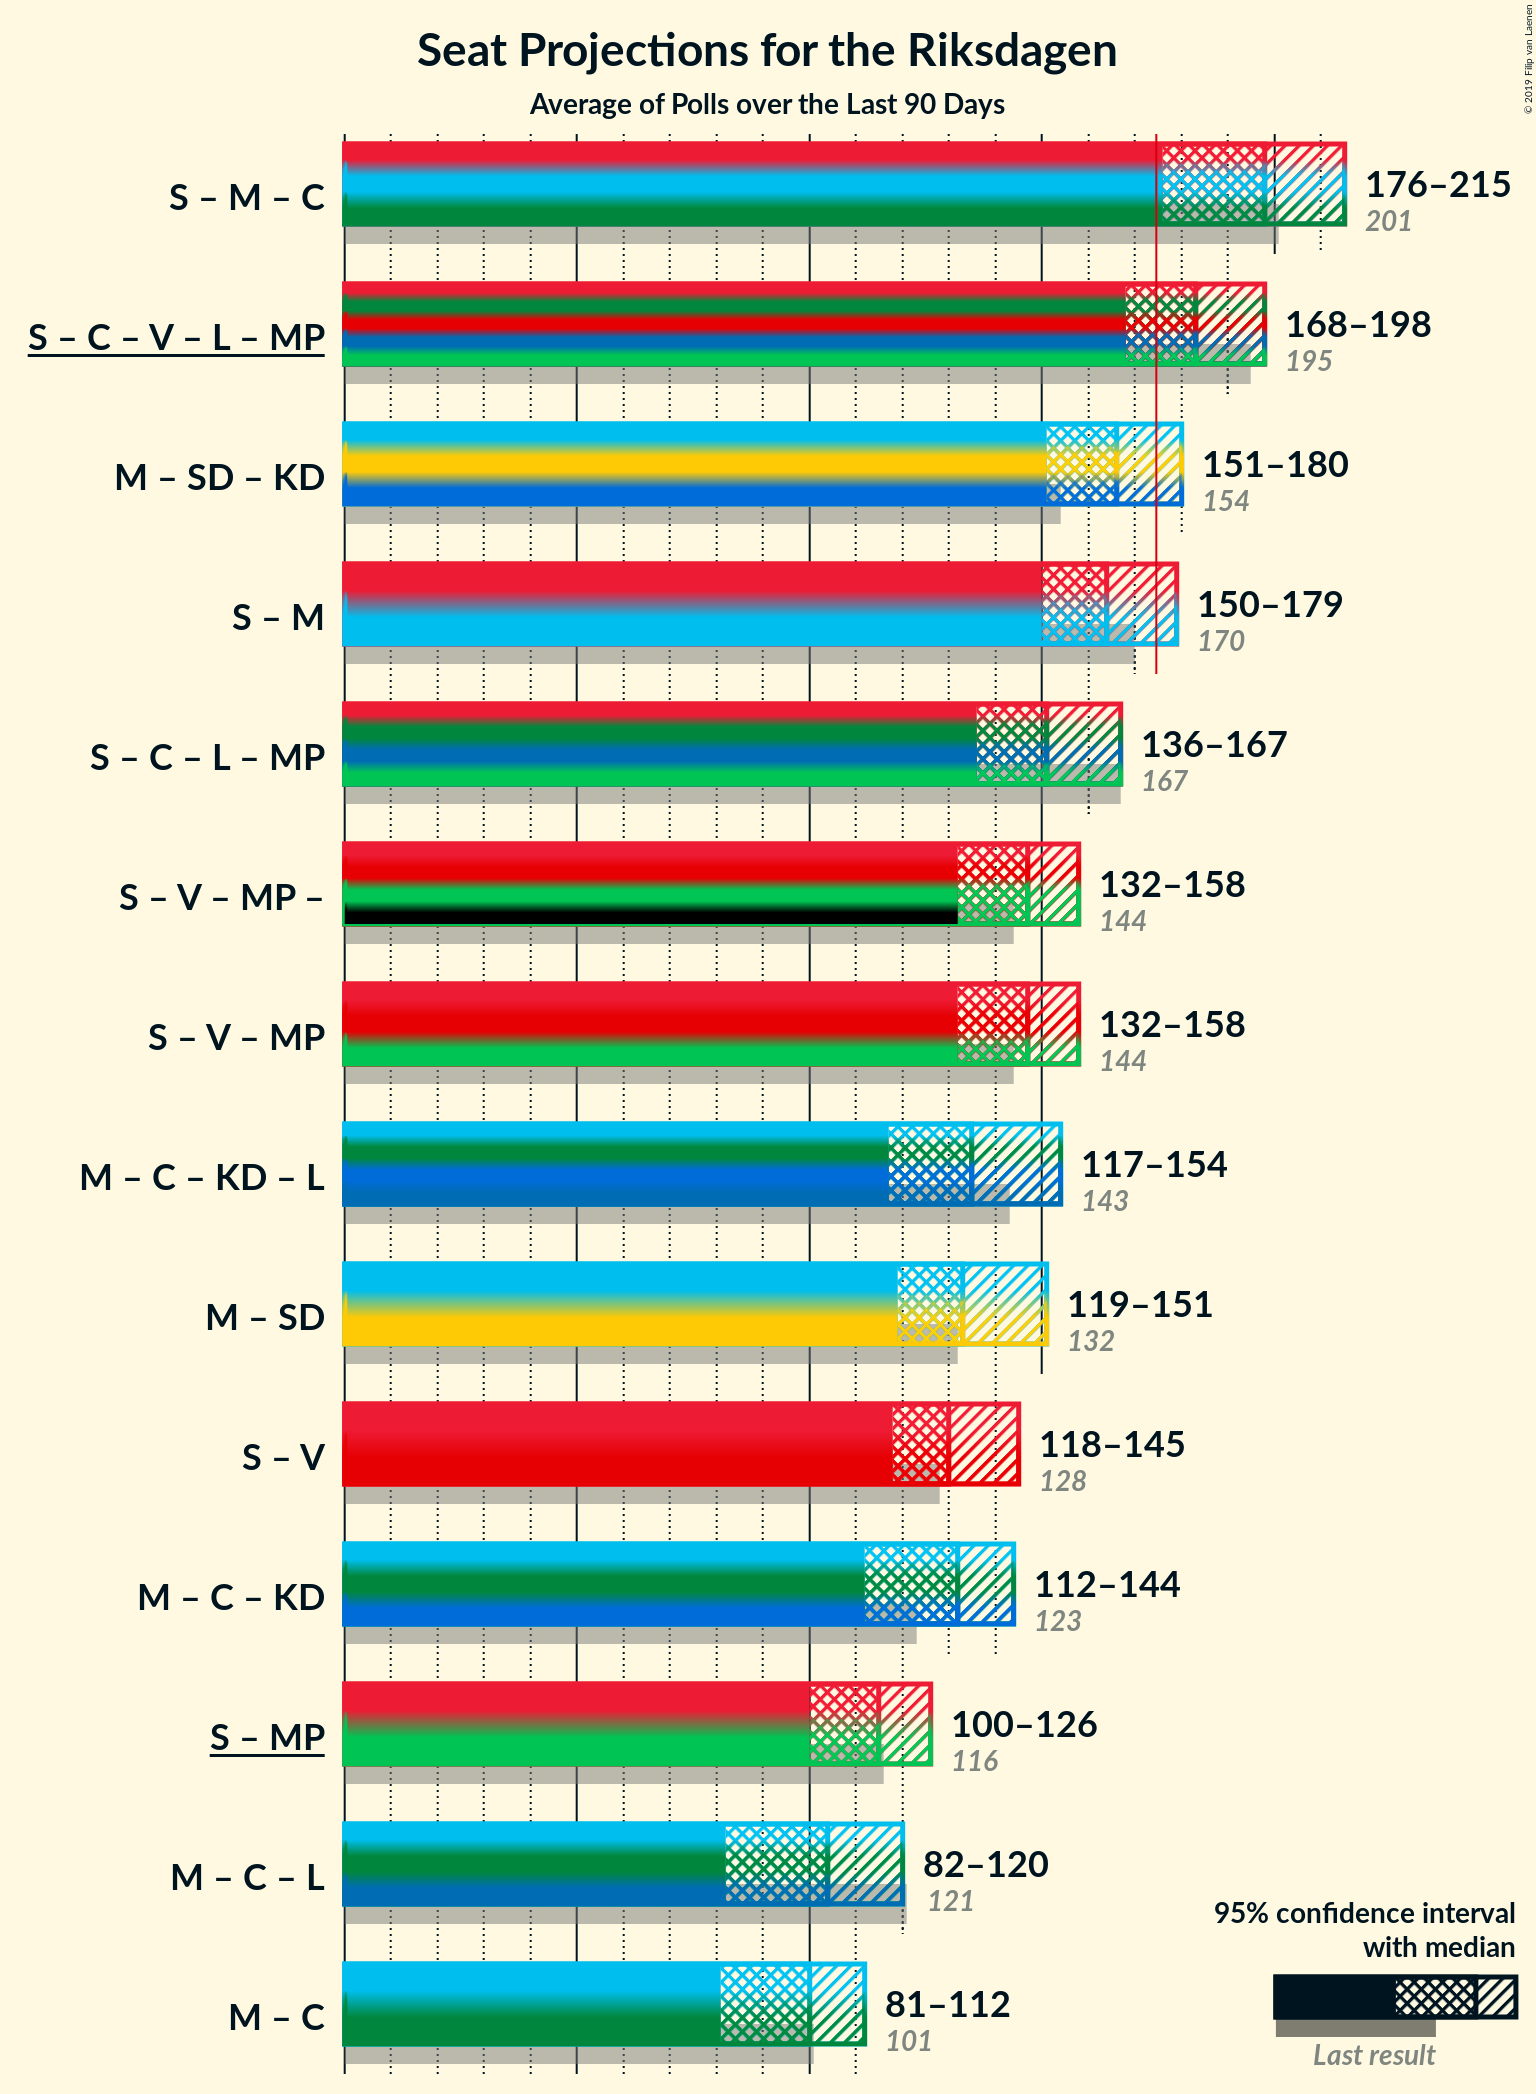 Seat Projections for the Riksdagen
Average of Polls over the Last 90 Days
© 2019 Filip van Laenen
S – M – C
176–215
201
S – C – V – L – MP
168–198
195
M – SD – KD
151–180
154
S – M
150–179
170
S – C – L – MP
136–167
167
S – V – MP –
132–158
144
S – V – MP
132–158
144
M – C – KD – L
117–154
143
M – SD
119–151
132
S – V
118–145
128
M – C – KD
112–144
123
S – MP
100–126
116
M – C – L
82–120
121
M – C
81–112
101
95% confidence interval
with median
Last result